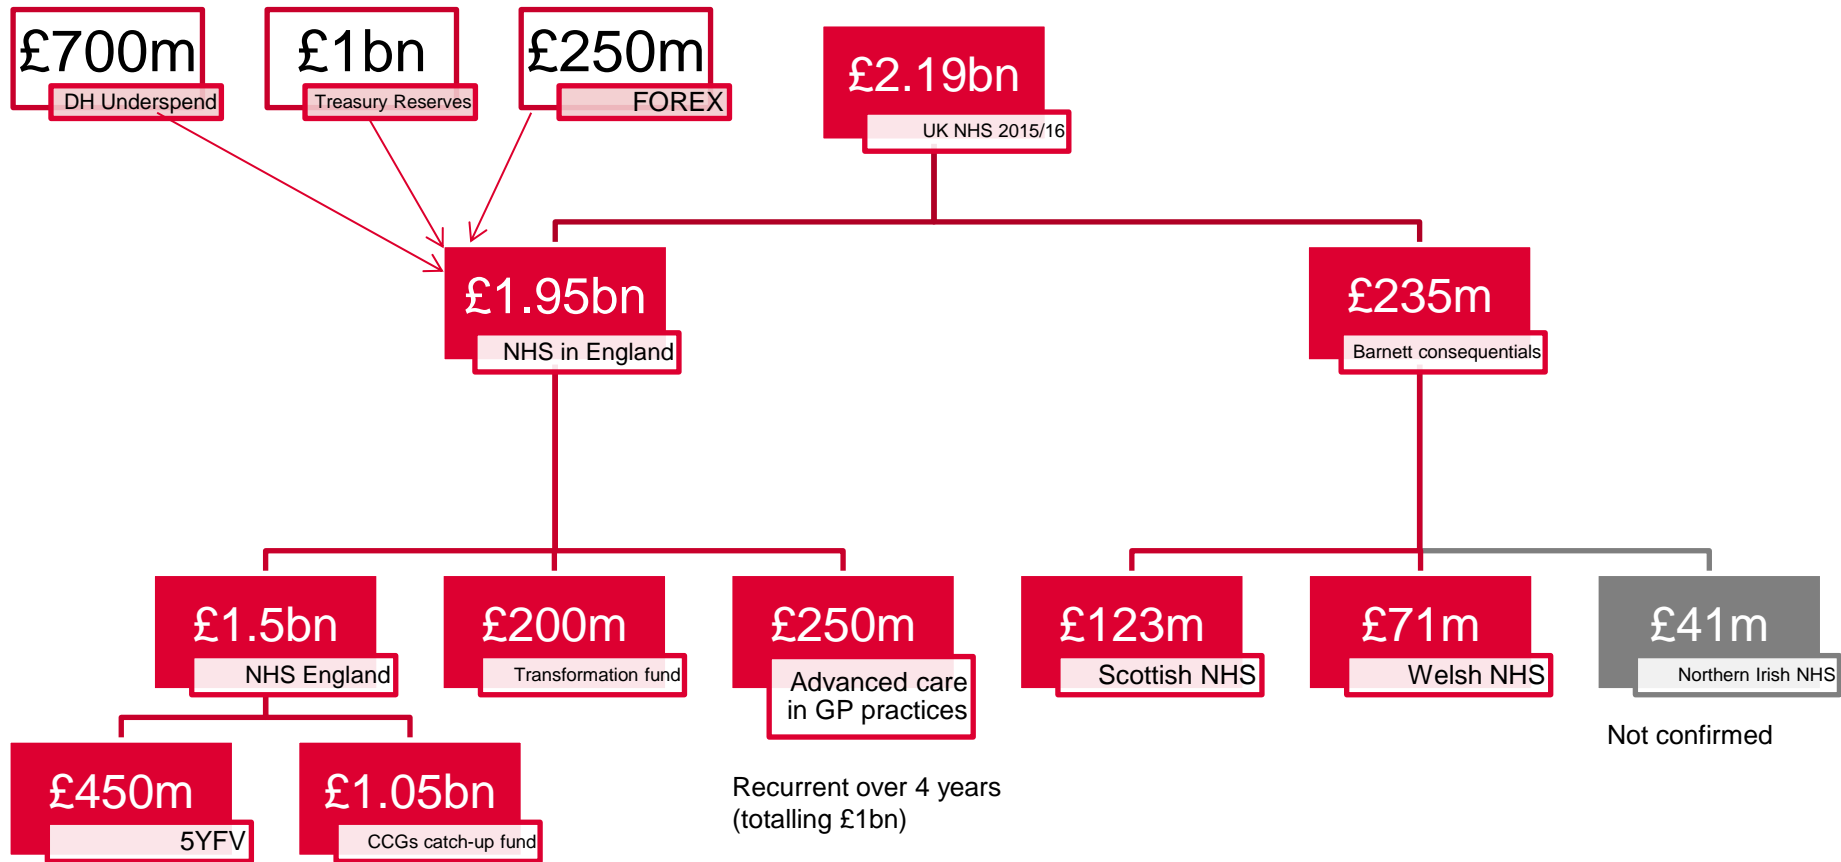 £700m
DH Underspend
£1bn
Treasury Reserves
£250m
FOREX
£2.19bn
UK NHS 2015/16
£1.95bn
NHS in England
£235m
Barnett consequentials
£1.5bn
NHS England
£200m
Transformation fund
£250m
Advanced care
in GP practices
£123m
Scottish NHS
£71m
Welsh NHS
£41m
Northern Irish NHS
Not confirmed
£450m
5YFV
£1.05bn
CCGs catch-up fund
Recurrent over 4 years
(totalling £1bn)